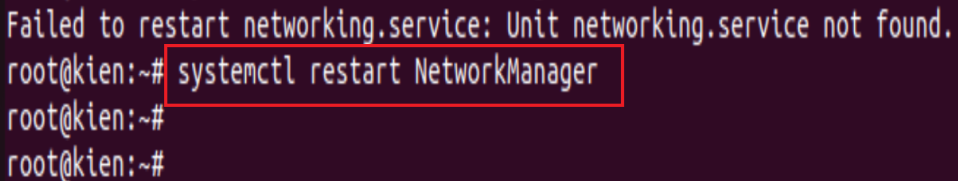 Failed to restart networking.service: Unit networking.service not found.
root@kien:~# systemctl restart NetworkManager
root@kien:~#
root@kien:~#